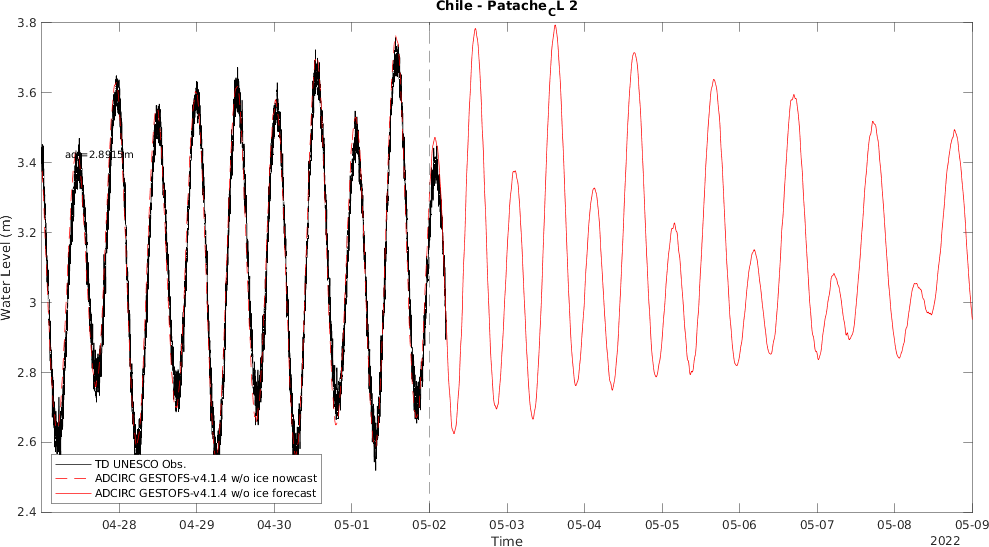 Chile - Patache_CL 2
3.8
3.6
3.4
3.2
3
2.8
2.6
2.4
Water Level (m)
=2.8915m
TD UNESCO Obs.
ADCIRC GESTOFS-v4.1.4 w/o ice nowcast
ADCIRC GESTOFS-v4.1.4 w/o ice forecast
04-28 04-29 04-30 05-01 05-02 05-03 05-04 05-05 05-06 05-07 05-08 05-09
Time
2022